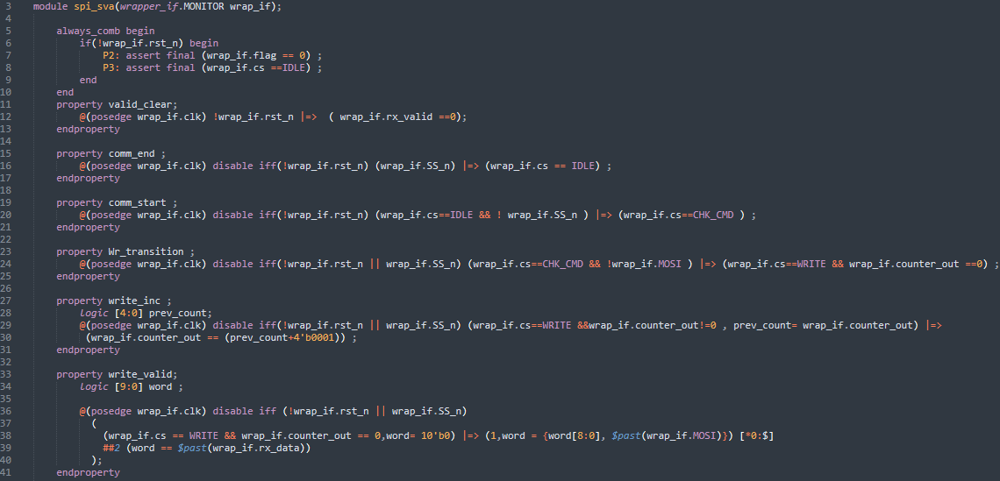 3 module spi_sva(wrapper_if.MONITOR wrap_if);
4
5 always_comb begin
6 if(!wrap_if.rst_n) begin
7 P2: assert final (wrap_if.flag == 0) ;
8 P3: assert final (wrap_if.cs ==IDLE) ;
9 end
10 end
11 property valid_clear;
12 @(posedge wrap_if.clk) !wrap_if.rst_n |=> ( wrap_if.rx_valid ==0);
13 endproperty
14
15 property comm_end ;
16 @(posedge wrap_if.clk) disable iff(!wrap_if.rst_n) (wrap_if.SS_n) |=> (wrap_if.cs == IDLE) ;
17 endproperty
18
19 property comm_start ;
20 @(posedge wrap_if.clk) disable iff(!wrap_if.rst_n) (wrap_if.cs==IDLE && ! wrap_if.SS_n ) |=> (wrap_if.cs==CHK_CMD ) ;
21 endproperty
22
23 property Wr_transition ;
24 @(posedge wrap_if.clk) disable iff(!wrap_if.rst_n || wrap_if.SS_n) (wrap_if.cs==CHK_CMD && !wrap_if.MOSI ) |=> (wrap_if.cs==WRITE && wrap_if.counter_out ==0) ;
25 endproperty
26
27 property write_inc ;
28 logic [4:0] prev_count;
29 @(posedge wrap_if.clk) disable iff(!wrap_if.rst_n || wrap_if.SS_n) (wrap_if.cs==WRITE &&wrap_if.counter_out!=0 , prev_count= wrap_if.counter_out) |=>
30 (wrap_if.counter_out == (prev_count+4'b0001)) ;
31 endproperty
32
33 property write_valid;
34 logic [9:0] word ;
35
36 @(posedge wrap_if.clk) disable iff (!wrap_if.rst_n || wrap_if.SS_n)
37 (
38 (wrap_if.cs == WRITE && wrap_if.counter_out == 0,word= 10'b0) |=> (1,word = {word[8:0], $past(wrap_if.MOSI)}) [*0:$]
39 ##2 (word == $past(wrap_if.rx_data))
40 );
41 endproperty